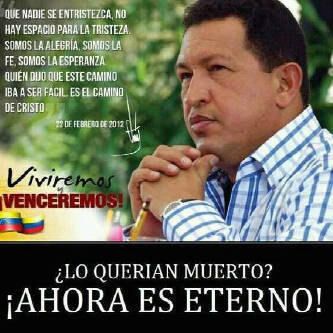 QUE NADIE SE ENTRISTEZCA, NO
HAY ESPACIO PARA LA TRISTEZA.
SOMOS LA ALEGRÍA, SOMOS LA
FE, SOMOS LA ESPERANZA.
QUIÉN DIJO QUE ESTE CAMINO
IBA A SER FACIL. ES EL CAMINO
DE CRISTO
22 DE FEBRERO DE 2012
Viviremos
y
¡VENCEREMOS!
¿LO QUERIAN MUERTO?
¡AHORA ES ETERNO!